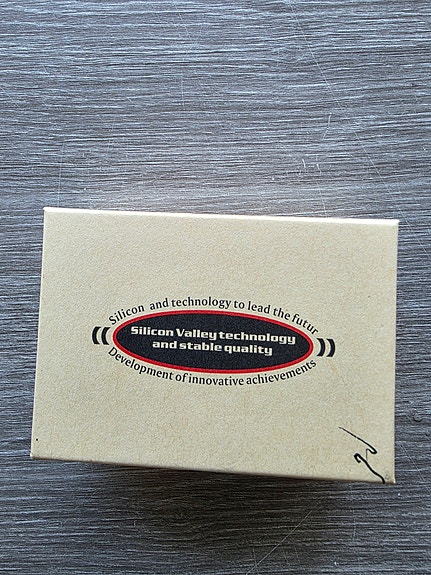 Silicon and technology to lead the futur
Silicon Valley technology
and stable quality
Development of innovative achievements